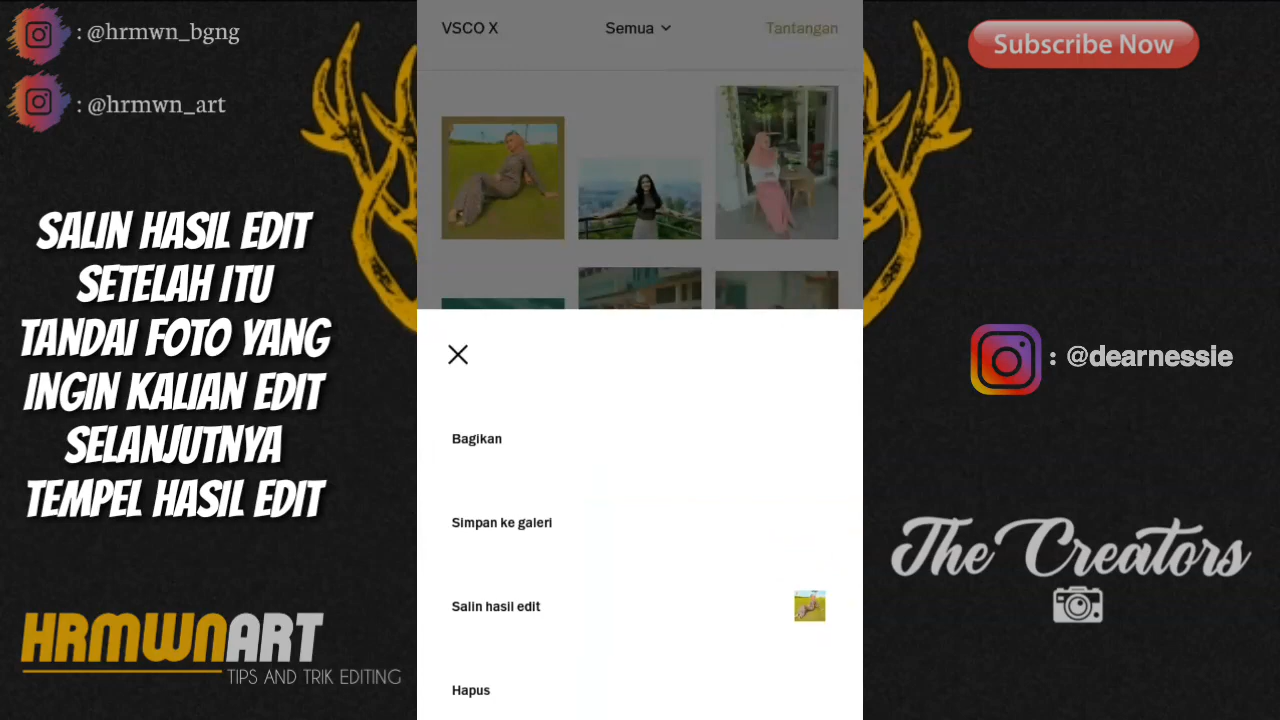 : @hrmwn_bgng
: @hrmwn_art
SALIN HASIL EDIT
SETELAH ITU
TANDAI FOTO YANG
INGIN KALIAN EDIT
SELANJUTNYA
TEMPEL HASIL EDIT
HRMWNART
TIPS AND TRIK EDITING
VSCO X
Semua
Tantangan
Bagikan
Simpan ke galeri
Salin hasil edit
Hapus
Subscribe Now
: @dearnessie
The Creators